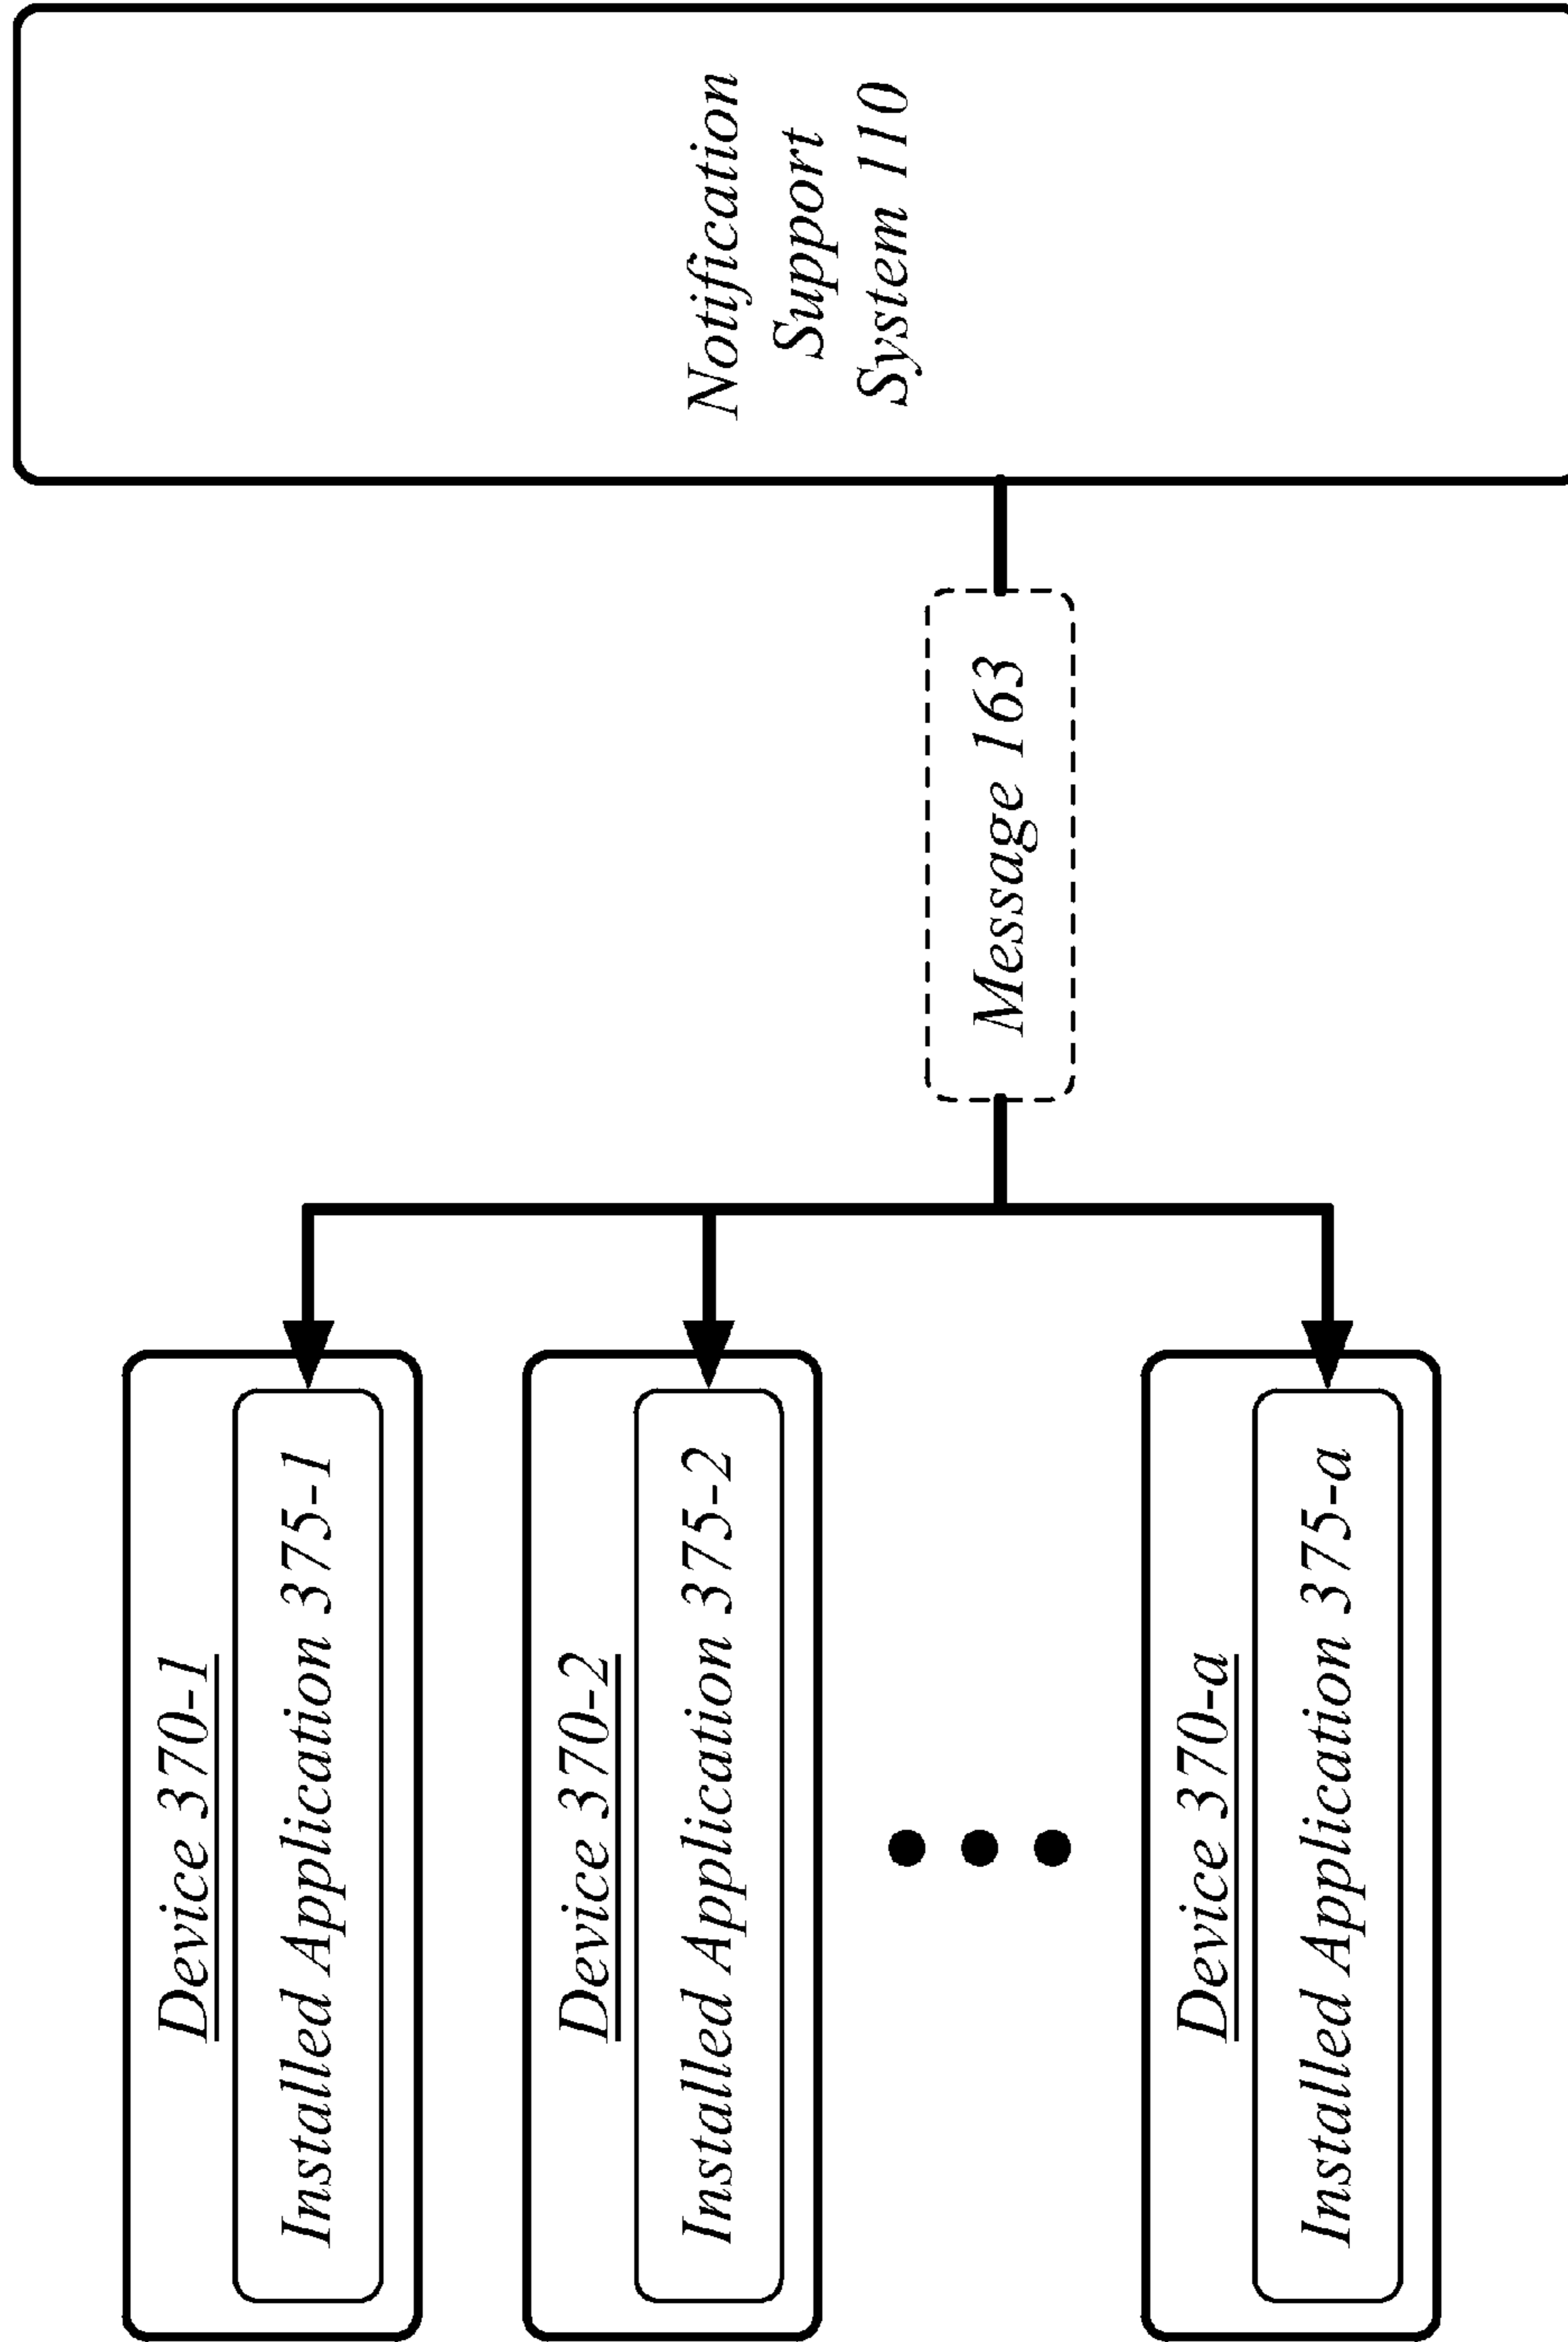 Device 370-1
Installed Application 375-1
Device 370-2
Installed Application 375-2
Device 370-a
Installed Application 375-a
Message 163
Notification
Support
System 110